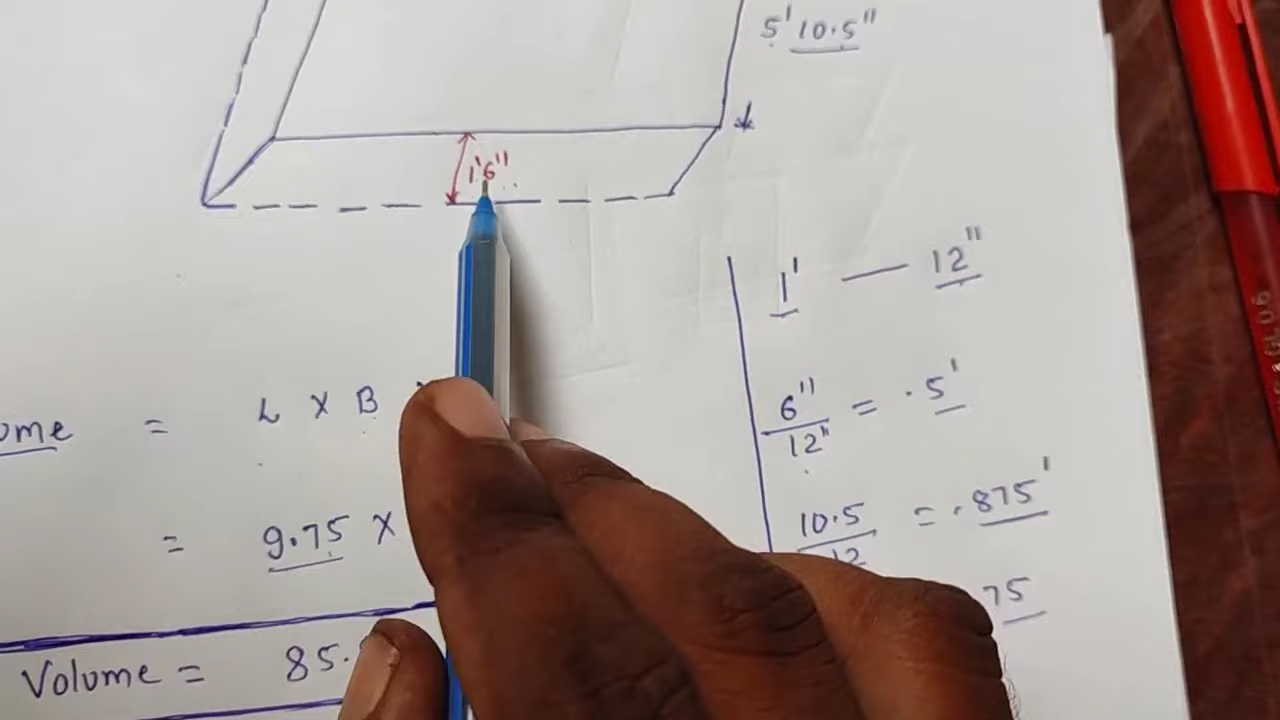 5' 10.5"
1'6"
1' — 12"
L X B
6"/12" = .5'
=
10.5/12 = .875'
= 9.75 X
75
Volume = 85.